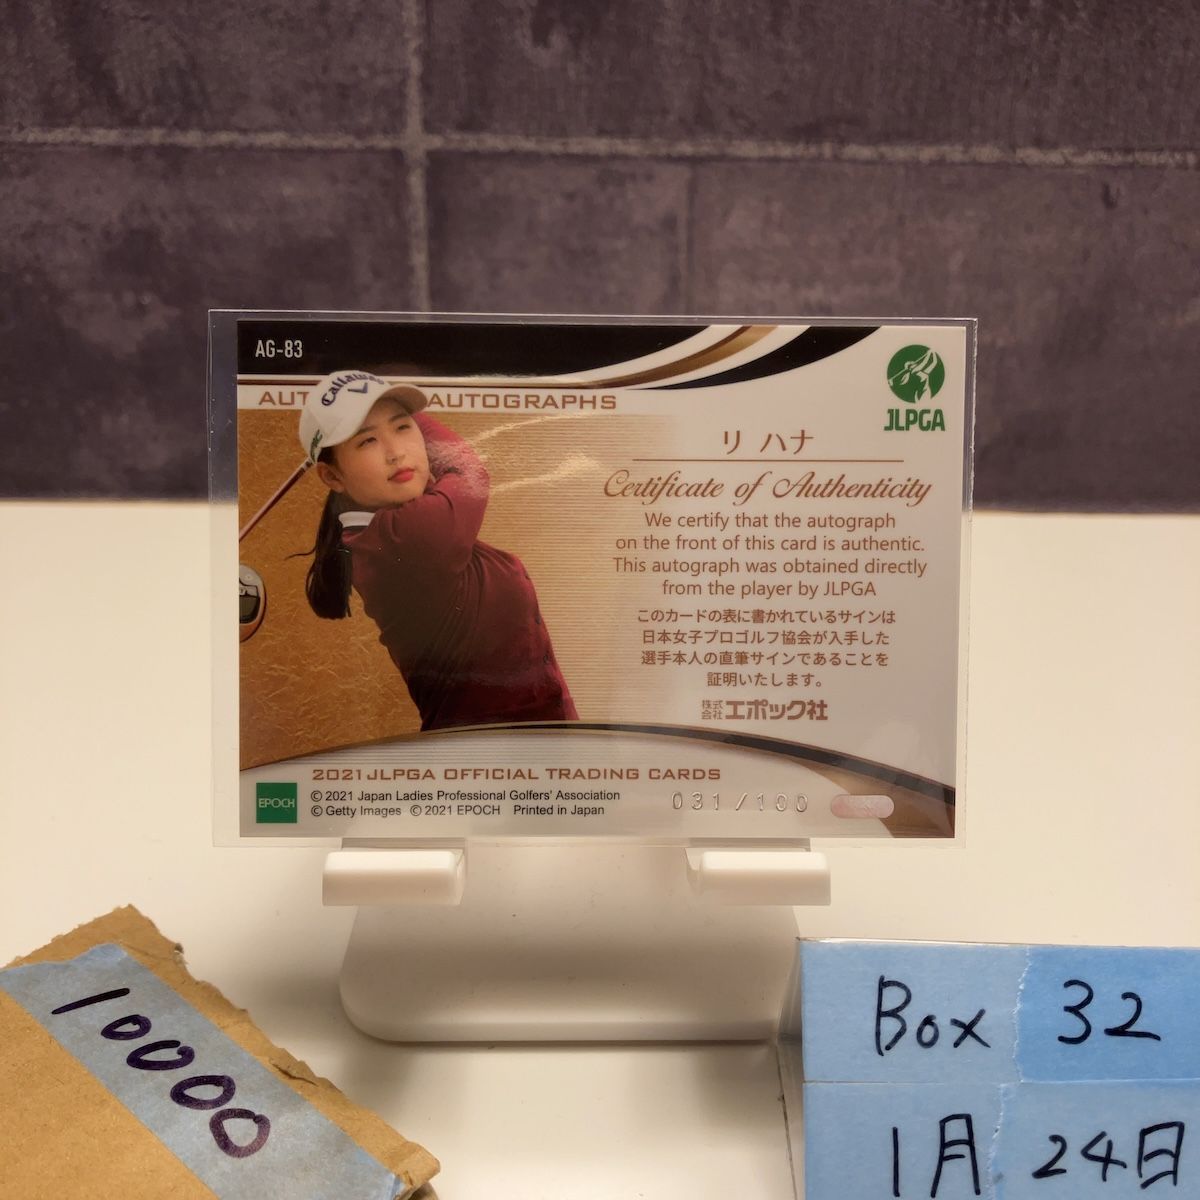 AG-83
AUT AUTOGRAPHS
Callaway
JLPGA
リ ハナ
Certificate of Authenticity
We certify that the autograph
on the front of this card is authentic.
This autograph was obtained directly
from the player by JLPGA
このカードの表に書かれているサインは
日本女子プロゴルフ協会が入手した
選手本人の直筆サインであることを
証明いたします。
株式会社エポック社
2021 JLPGA OFFICIAL TRADING CARDS
EPOCH
© 2021 Japan Ladies Professional Golfers' Association
© Getty Images © 2021 EPOCH Printed in Japan
031/100
10000
Box 32
1月24日